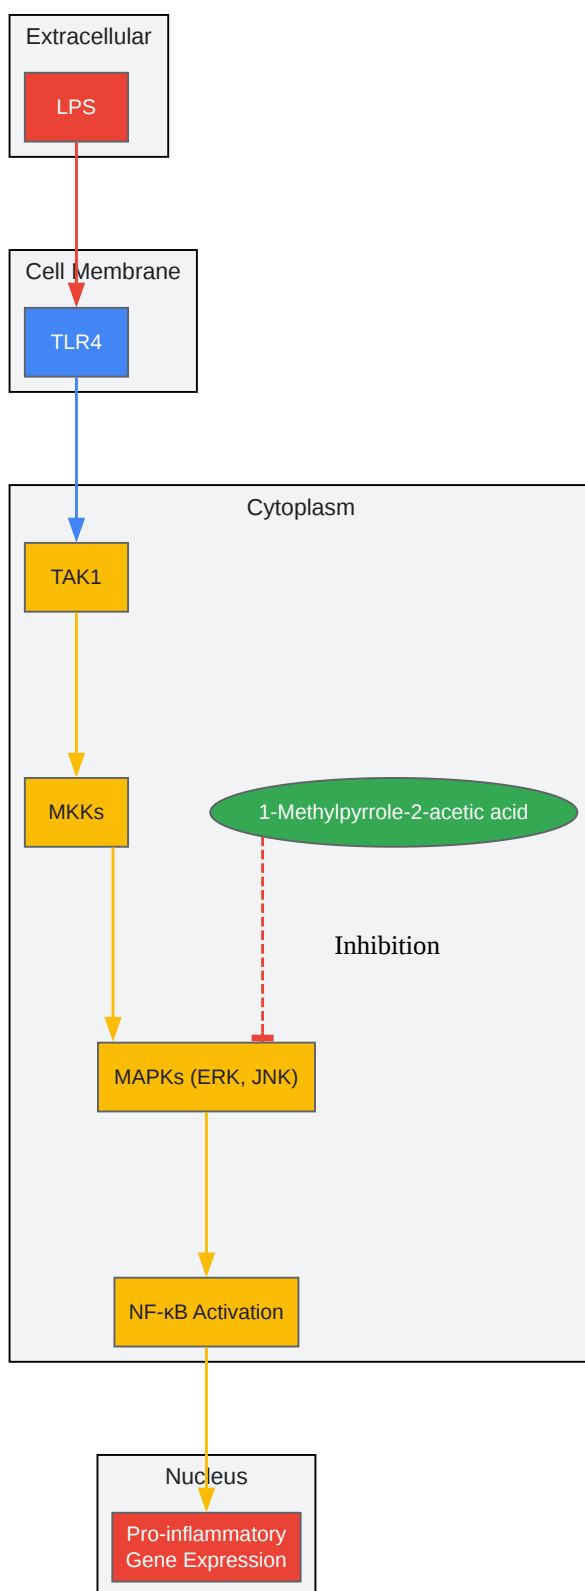 Extracellular
LPS
Cell Membrane
TLR4
Cytoplasm
TAK1
MKKs
1-Methylpyrrole-2-acetic acid
Inhibition
MAPKs (ERK, JNK)
NF-κB Activation
Nucleus
Pro-inflammatory
Gene Expression